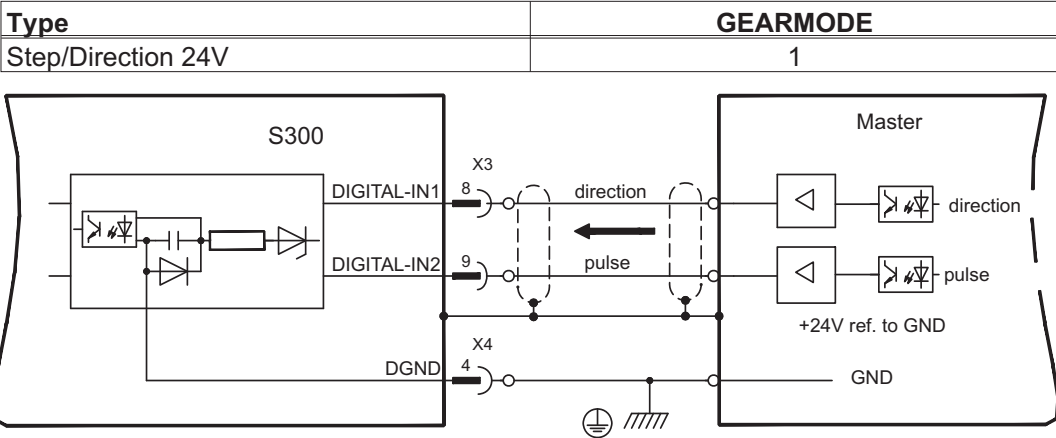 Type GEARMODE
Step/Direction 24V 1
S300
Master
X3
DIGITAL-IN1 8 direction direction
DIGITAL-IN2 9 pulse pulse
+24V ref. to GND
X4
DGND 4 GND